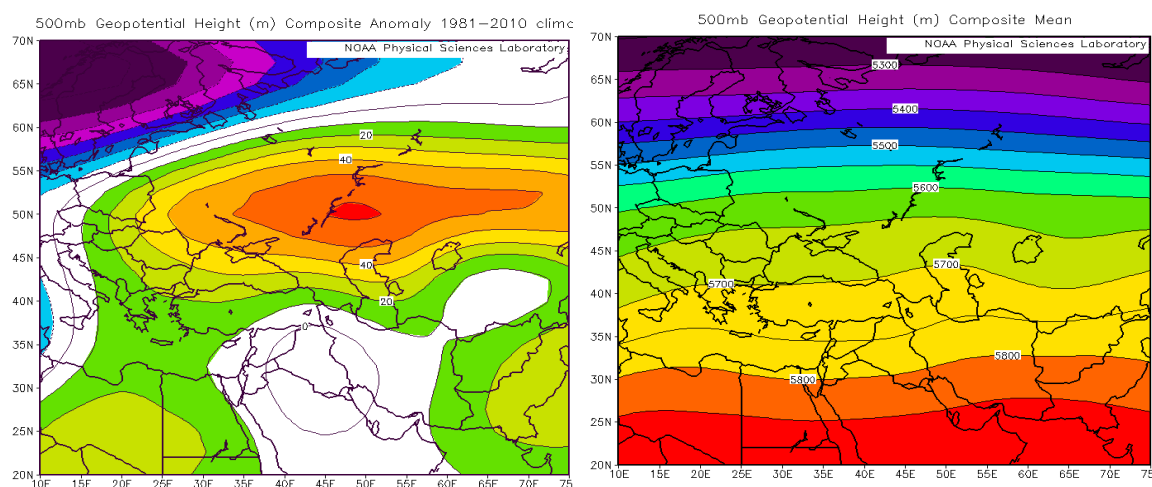 500mb Geopotential Height (m) Composite Anomaly 1981–2010 climo
NOAA Physical Sciences Laboratory
70N
65N
60N
55N
50N
45N
40N
35N
30N
25N
20N
20
40
40
20
0
10E 15E 20E 25E 30E 35E 40E 45E 50E 55E 60E 65E 70E 75
500mb Geopotential Height (m) Composite Mean
NOAA Physical Sciences Laboratory
70N
65N
60N
55N
50N
45N
40N
35N
30N
25N
20N
5300
5400
5500
5600
5700
5700
5800
5800
10E 15E 20E 25E 30E 35E 40E 45E 50E 55E 60E 65E 70E 75E